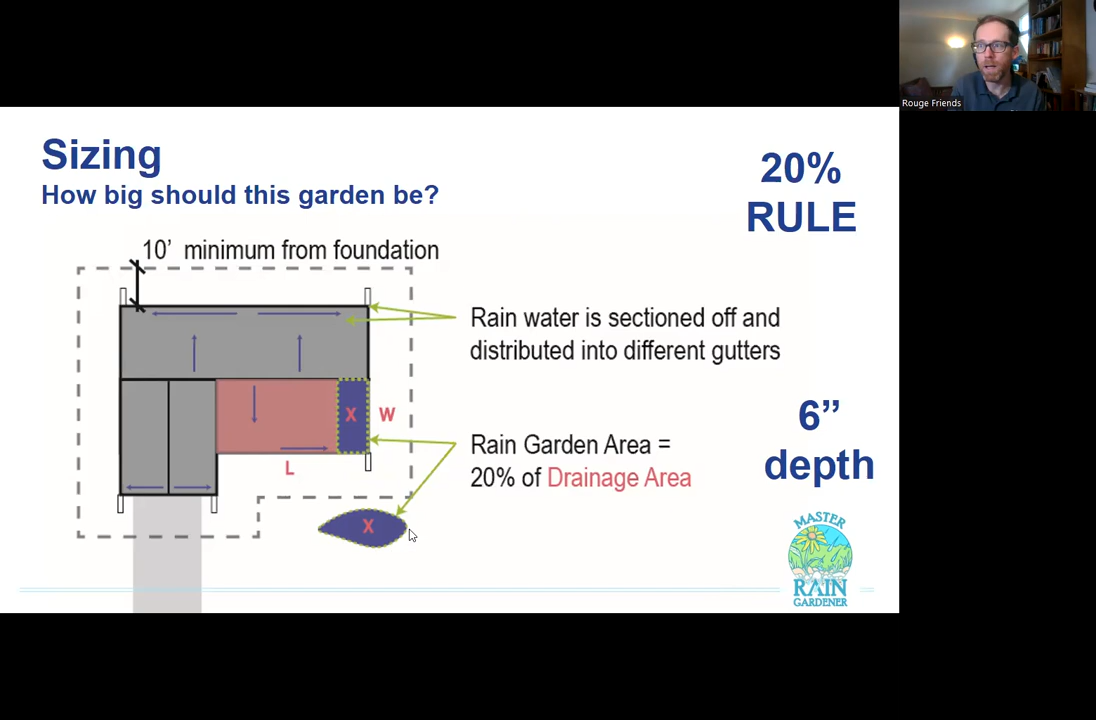 Rouge Friends
Sizing
How big should this garden be?
20%
RULE
10’ minimum from foundation
Rain water is sectioned off and
distributed into different gutters
X
W
L
Rain Garden Area =
20% of Drainage Area
6”
depth
X
MASTER
RAIN
GARDENER